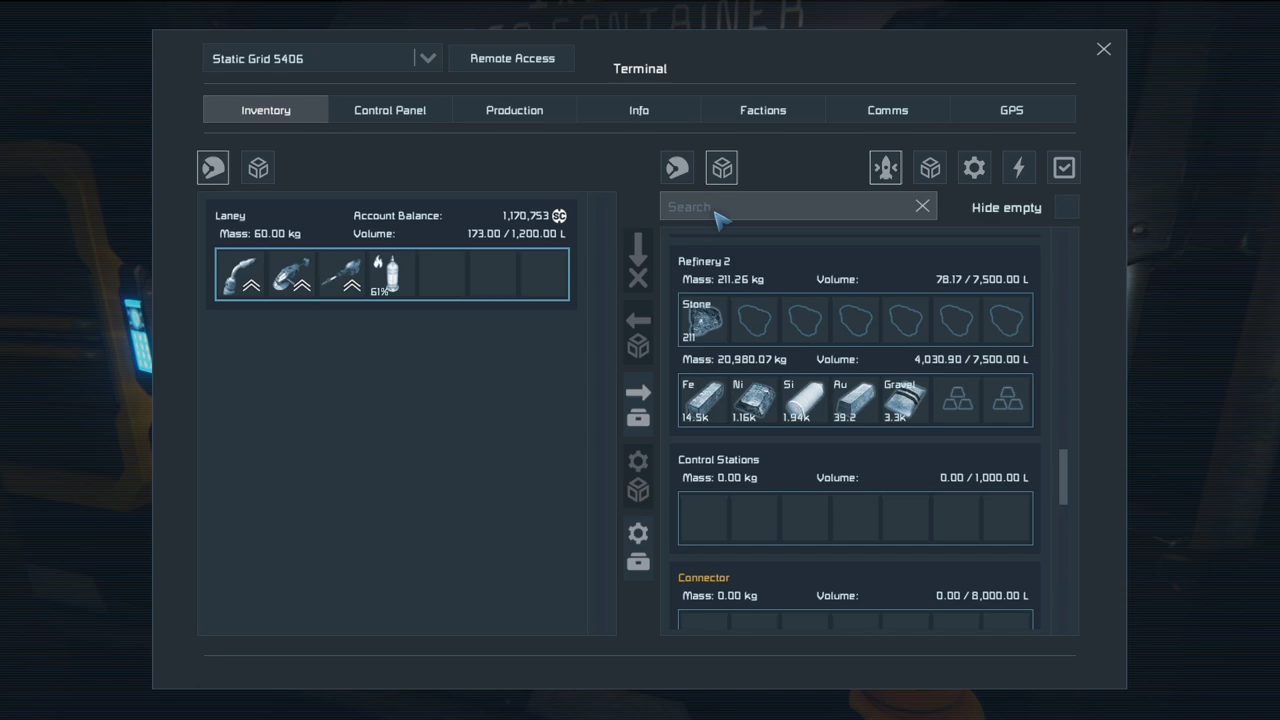 CONTAINER
Static Grid 5406
Remote Access
Terminal
Inventory
Control Panel
Production
Info
Factions
Comms
GPS
Search
Hide empty
Laney
Account Balance: 1,170,753 SC
Mass: 60.00 kg Volume: 173.00 / 1,200.00 L
61%
Refinery 2
Mass: 211.26 kg Volume: 78.17 / 7,500.00 L
Stone
211
Mass: 20,980.07 kg Volume: 4,030.90 / 7,500.00 L
Fe Ni Si Au Gravel
14.5k 1.16k 1.94k 39.2 3.3k
Control Stations
Mass: 0.00 kg Volume: 0.00 / 1,000.00 L
Connector
Mass: 0.00 kg Volume: 0.00 / 8,000.00 L